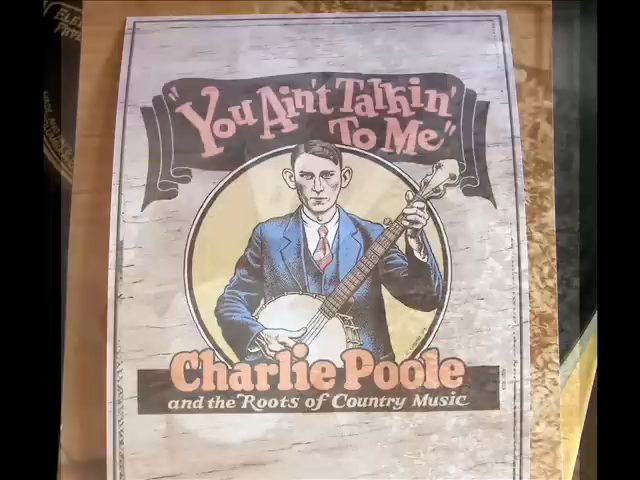 "You Ain't Talkin'
To Me"
Charlie Poole
and the Roots of Country Music